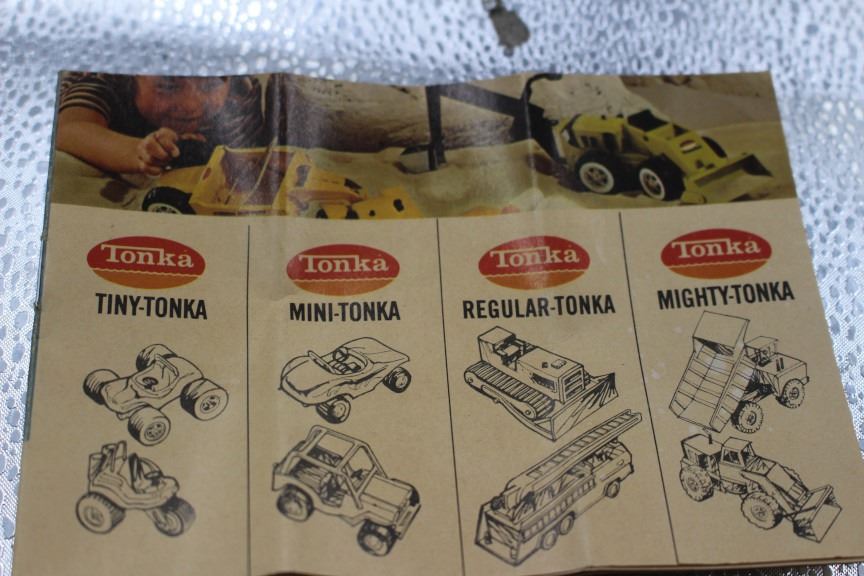 Tonka
TINY-TONKA
Tonka
MINI-TONKA
Tonka
REGULAR-TONKA
Tonka
MIGHTY-TONKA